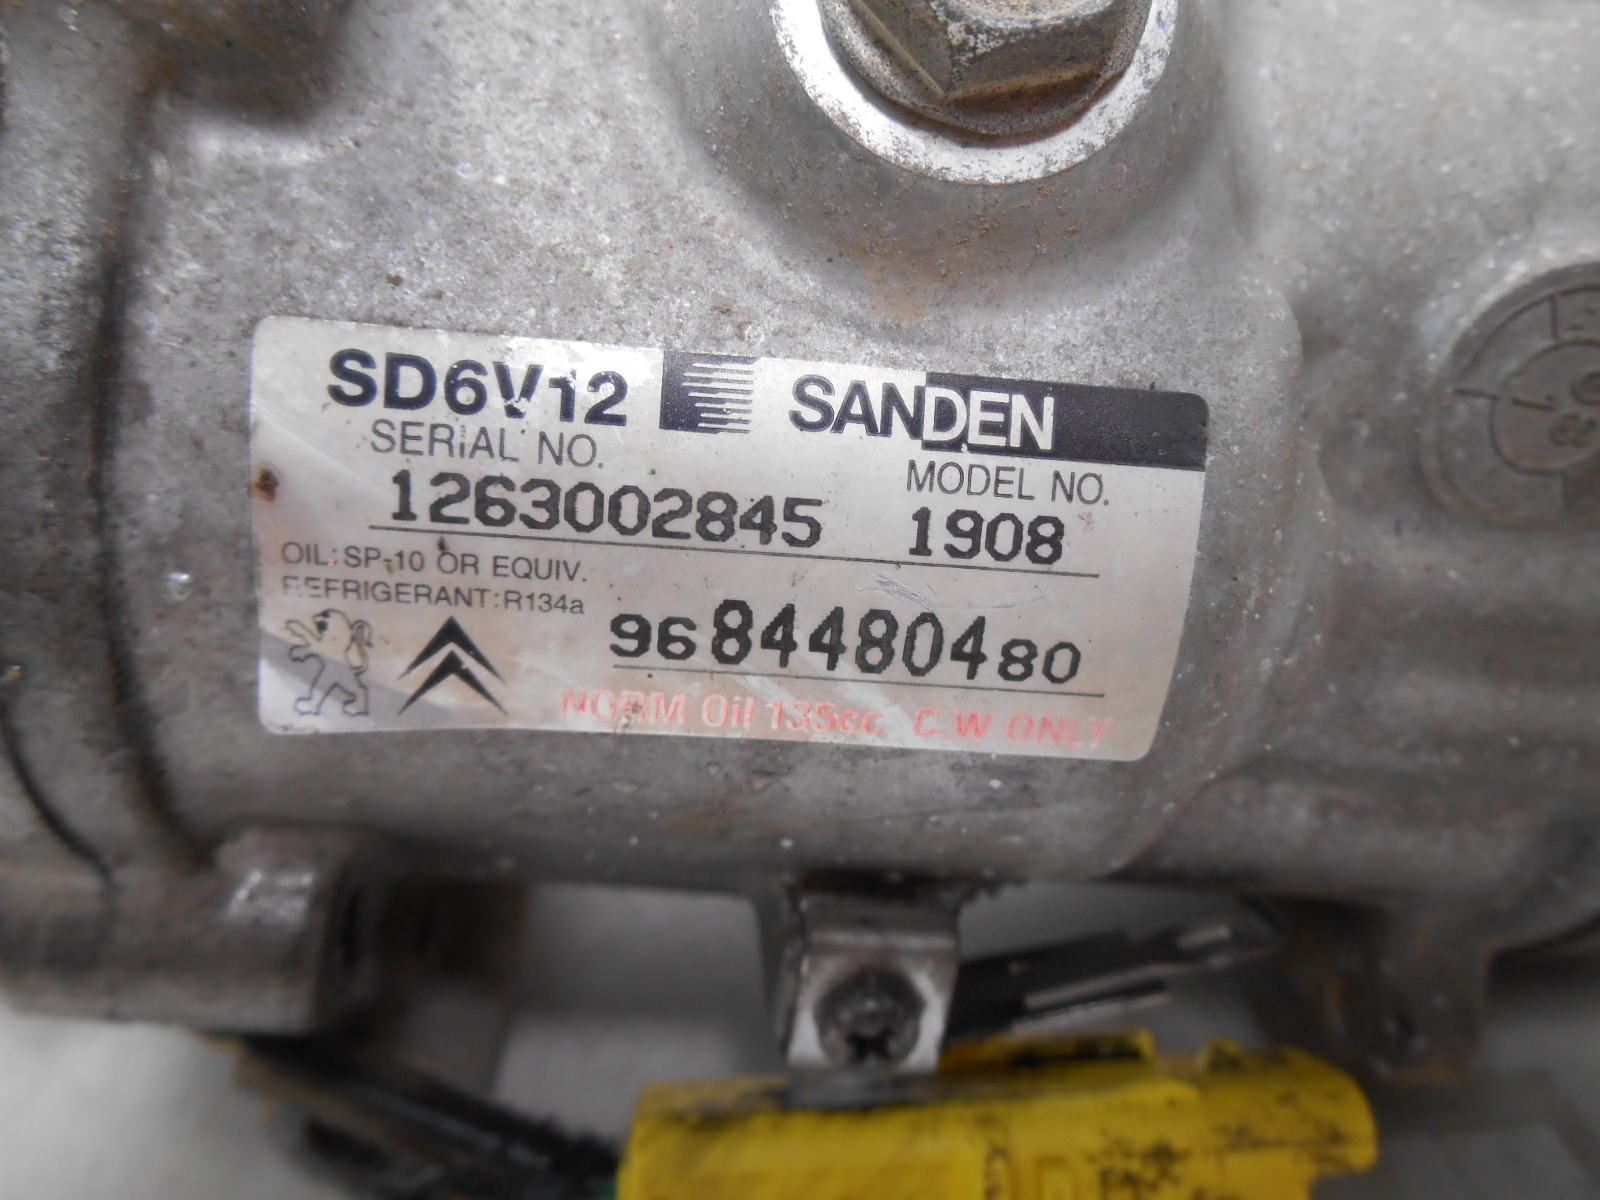 SD6V12 SANDEN
SERIAL NO. MODEL NO.
1263002845 1908
OIL: SP-10 OR EQUIV.
REFRIGERANT: R134a
9684480480
NORM Oil 135cc C.W ONLY